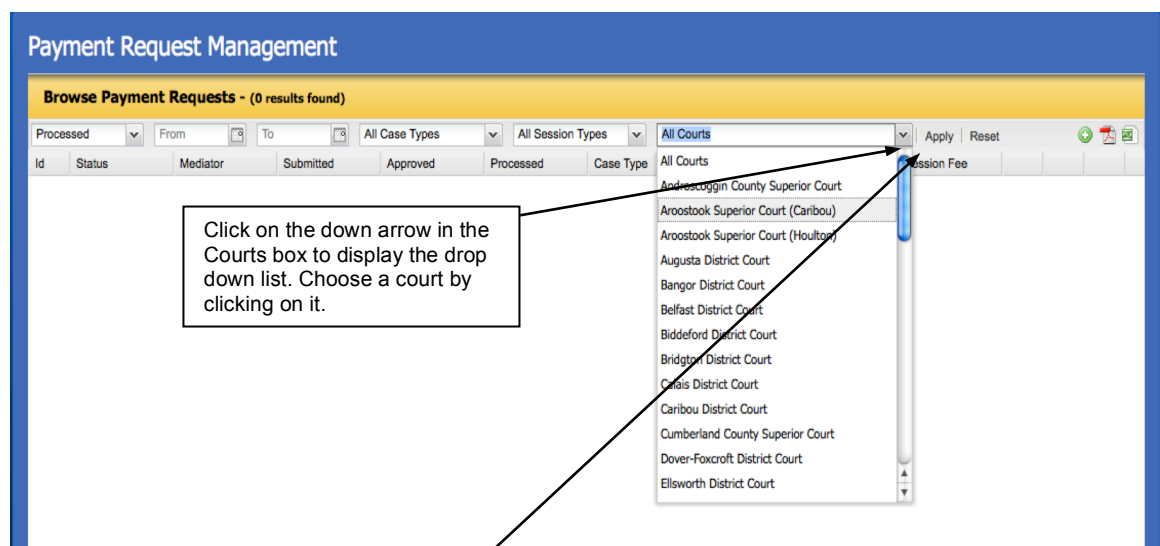 Payment Request Management
Browse Payment Requests - (0 results found)
Processed From To All Case Types All Session Types All Courts Apply Reset
Id Status Mediator Submitted Approved Processed Case Type ession Fee
All Courts
Androscoggin County Superior Court
Aroostook Superior Court (Caribou)
Aroostook Superior Court (Houlton)
Augusta District Court
Bangor District Court
Belfast District Court
Biddeford District Court
Bridgton District Court
Calais District Court
Caribou District Court
Cumberland County Superior Court
Dover-Foxcroft District Court
Ellsworth District Court
Click on the down arrow in the
Courts box to display the drop
down list. Choose a court by
clicking on it.